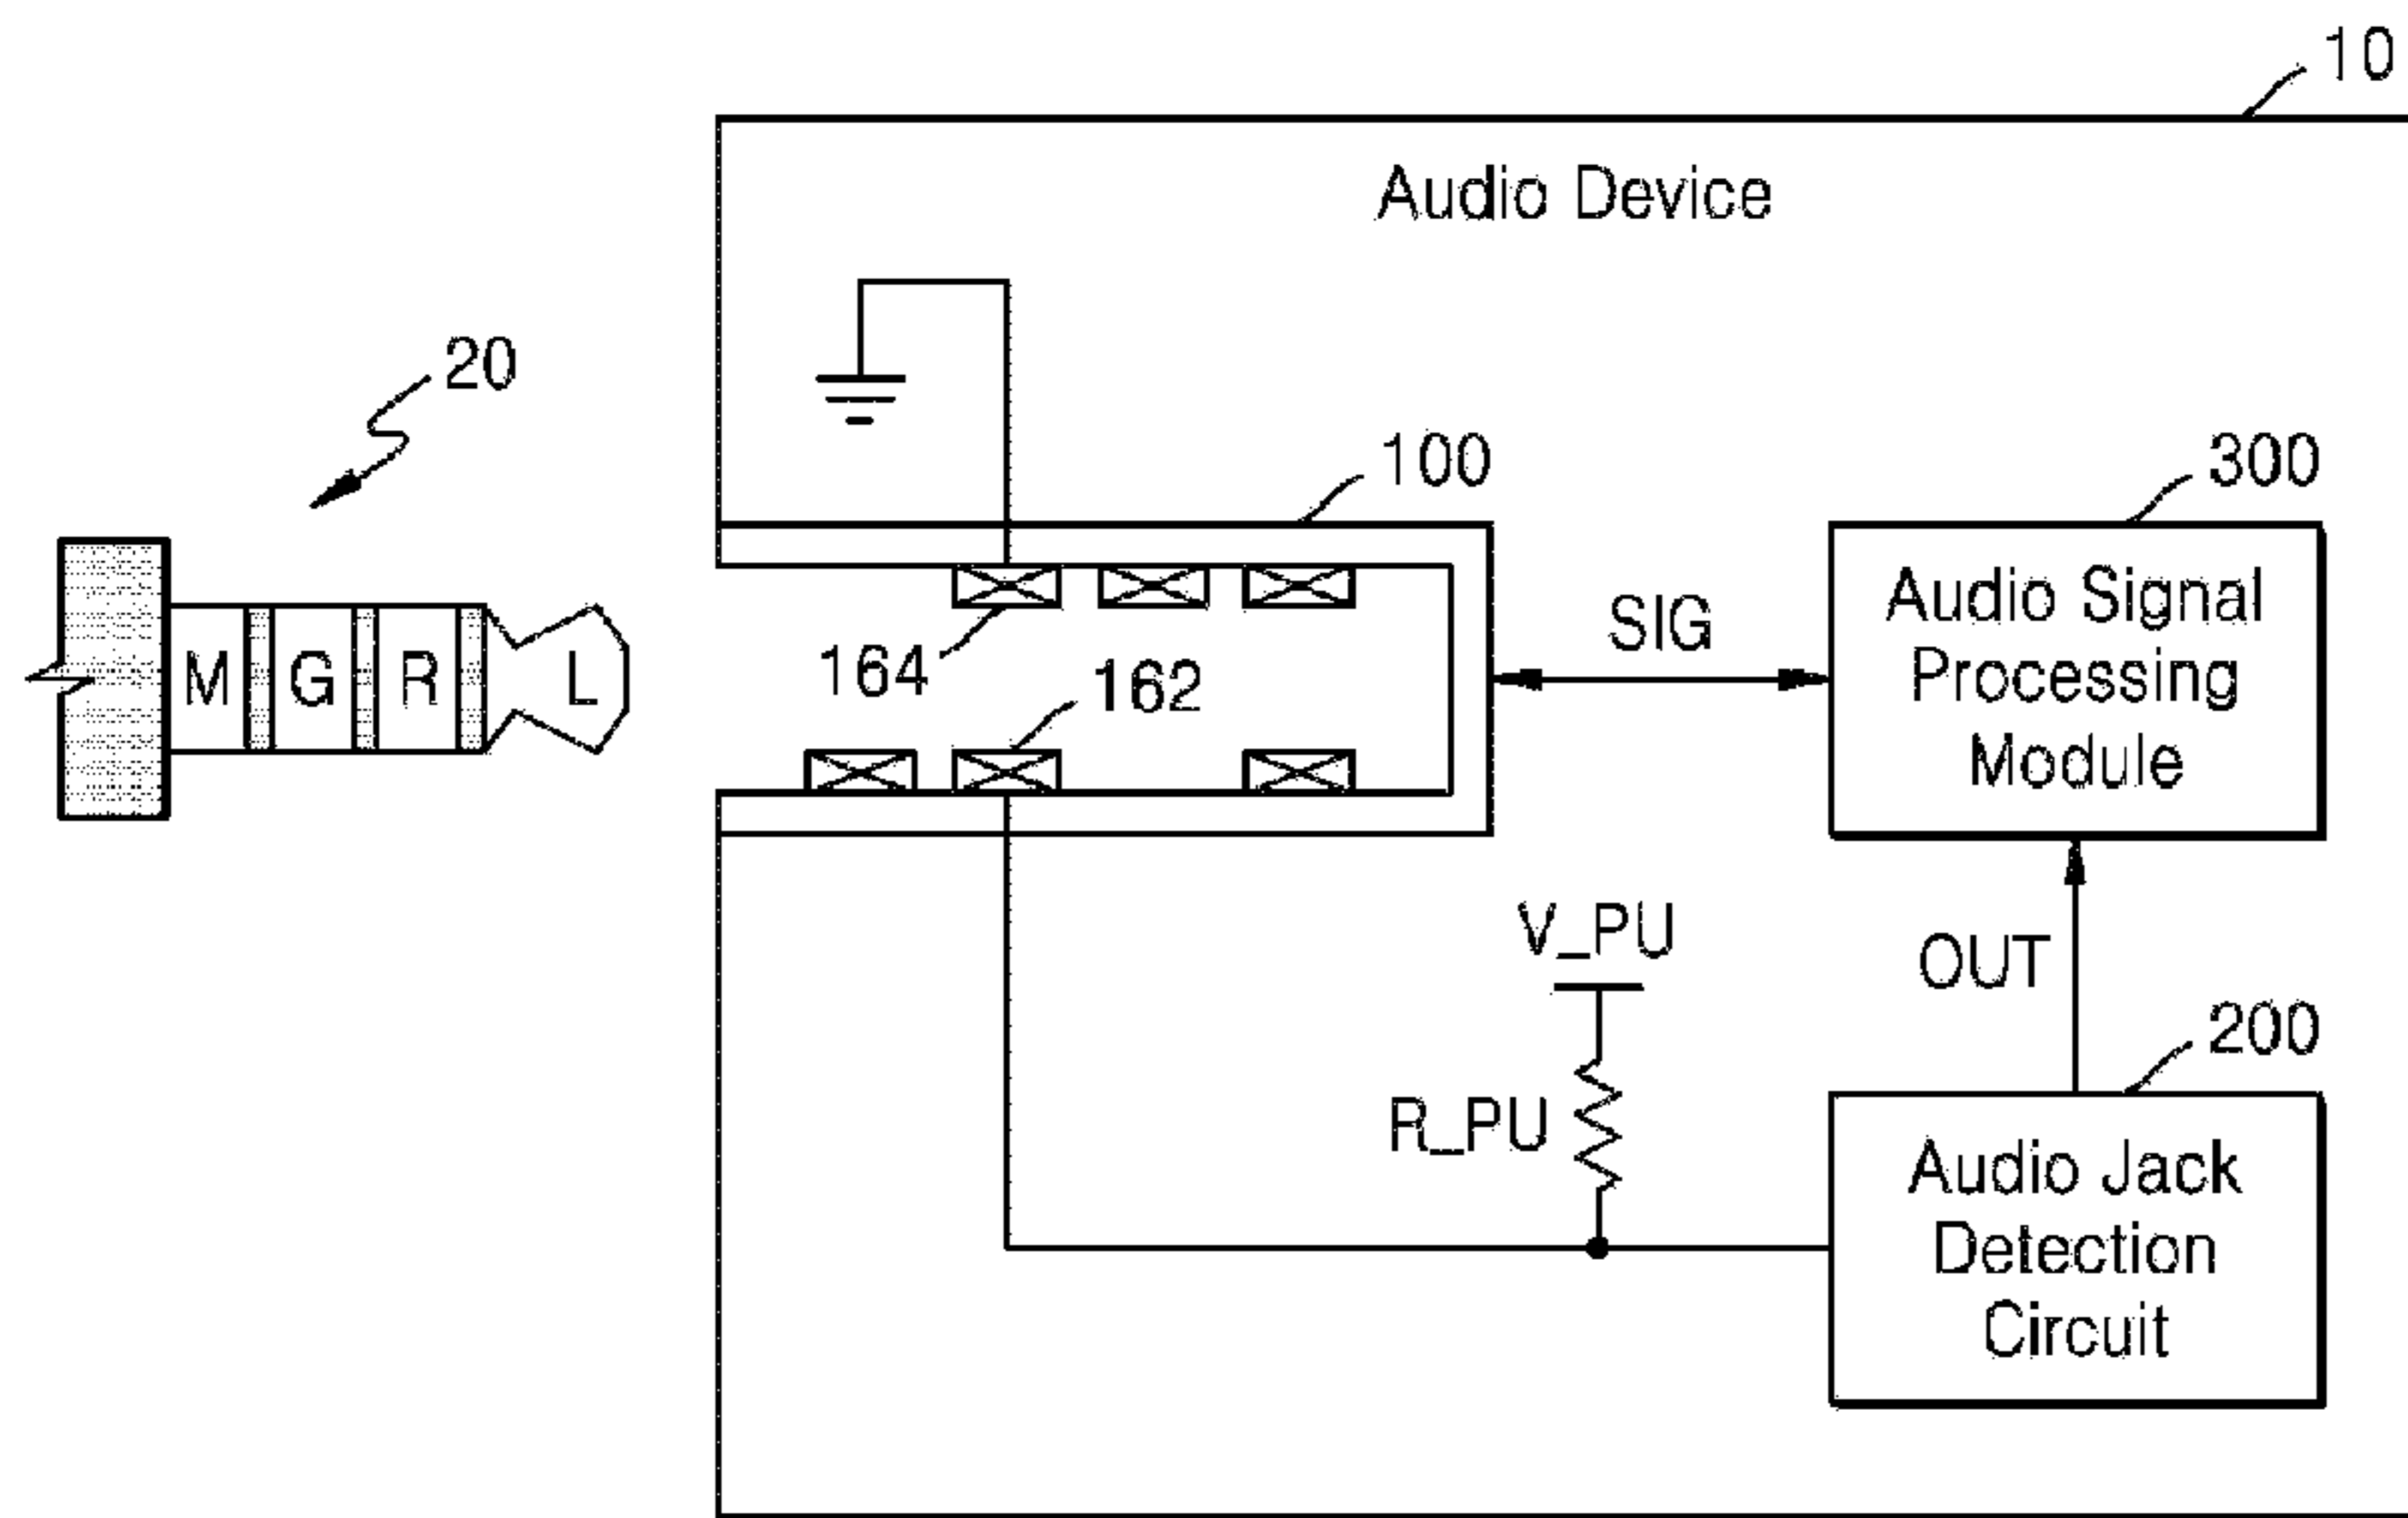 10
Audio Device
20
100
300
M G R L
164
162
SIG
Audio Signal
Processing
Module
V_PU
OUT
R_PU
200
Audio Jack
Detection
Circuit